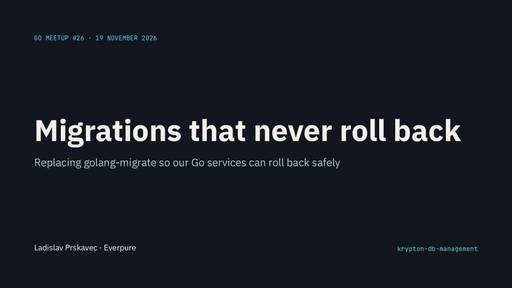 GO MEETUP #26 · 19 NOVEMBER 2026
Migrations that never roll back
Replacing golang-migrate so our Go services can roll back safely
Ladislav Prskavec · Everpure
krypton-db-management